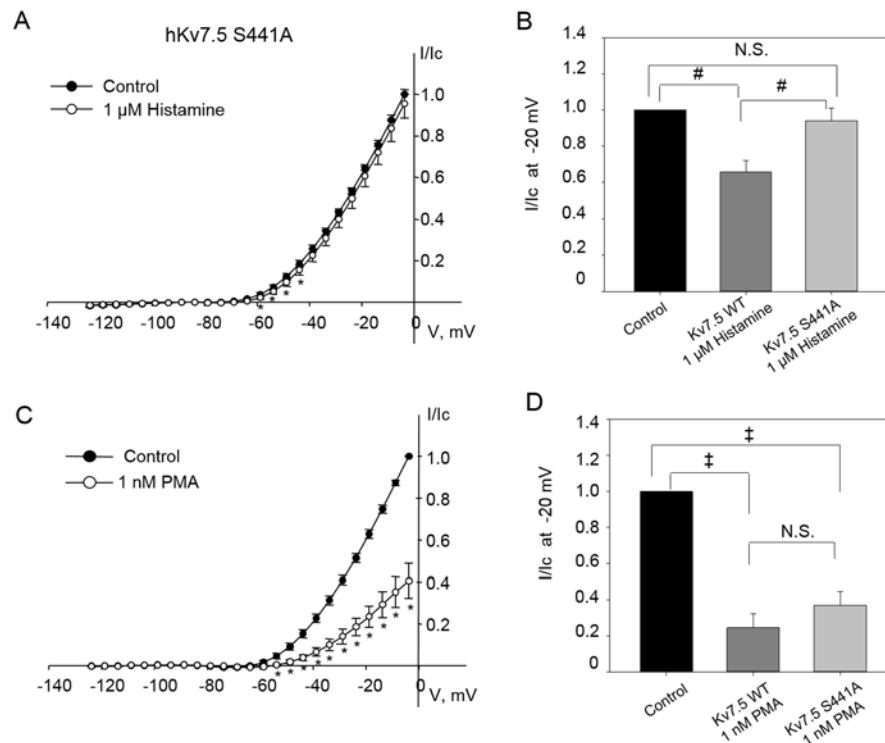 A
hKv7.5 S441A
Control
1 µM Histamine
I/Ic
1.0
0.8
0.6
0.4
0.2
* * * *
-140 -120 -100 -80 -60 -40 -20 0
V, mV
B
1.4
1.2
1.0
0.8
0.6
0.4
0.2
0
I/Ic at -20 mV
N.S.
# #
Control
Kv7.5 WT
1 µM Histamine
Kv7.5 S441A
1 µM Histamine
C
Control
1 nM PMA
I/Ic
1.0
0.8
0.6
0.4
0.2
* * * * * * * * * * *
-140 -120 -100 -80 -60 -40 -20 0
V, mV
D
1.4
1.2
1.0
0.8
0.6
0.4
0.2
0
I/Ic at -20 mV
‡
‡
N.S.
Control
Kv7.5 WT
1 nM PMA
Kv7.5 S441A
1 nM PMA